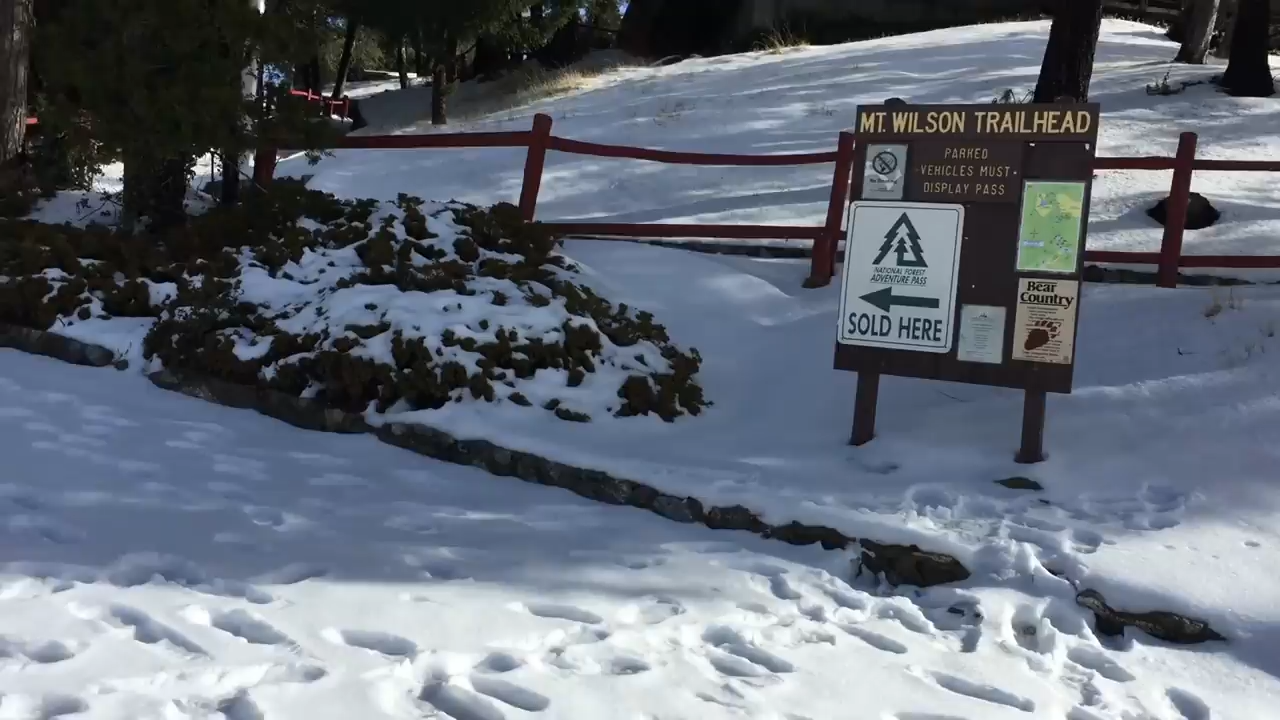 MT. WILSON TRAILHEAD
PARKED
VEHICLES MUST
DISPLAY PASS
NATIONAL FOREST
ADVENTURE PASS
SOLD HERE
Bear
Country